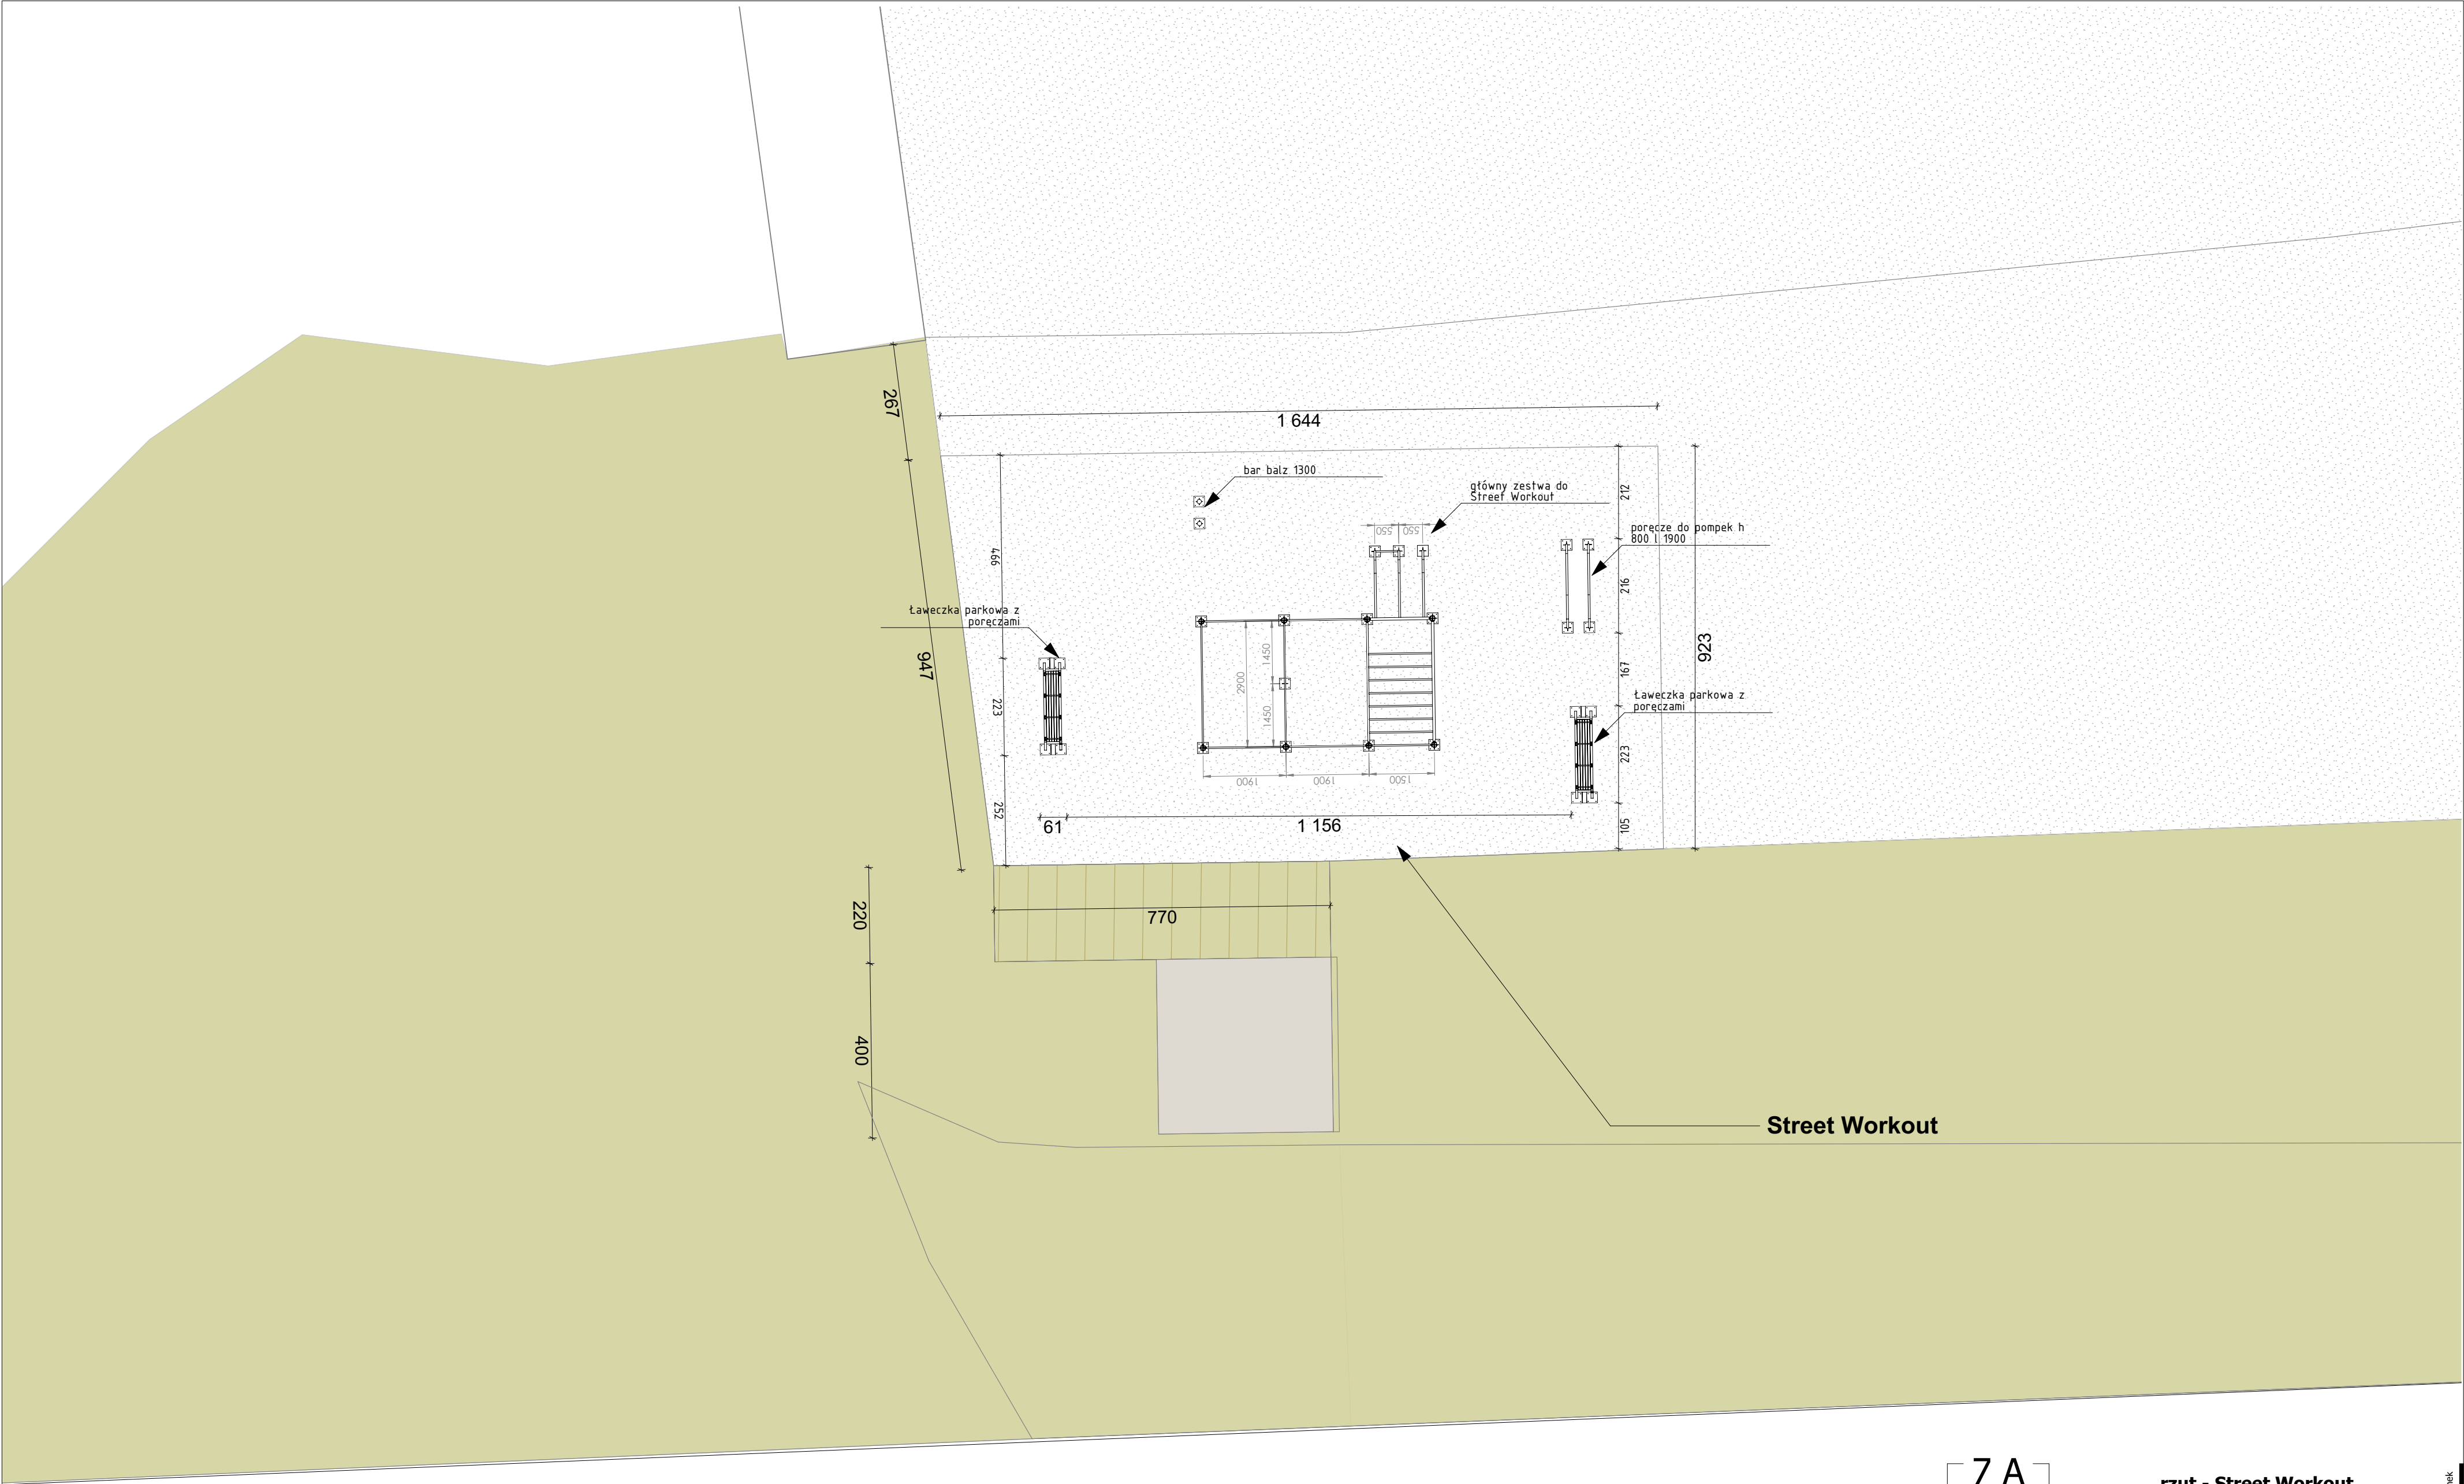 267
1 644
bar balz 1300
główny zestwa do
Street Workout
212
550
550
poręcze do pompek h
800 l 1900
466
216
Ławeczka parkowa z
poręczami
947
1450
2900
1450
923
167
Ławeczka parkowa z
poręczami
223
223
1900
1900
1500
252
61
1 156
105
220
770
400
Street Workout
7 A
rzut - Street Workout